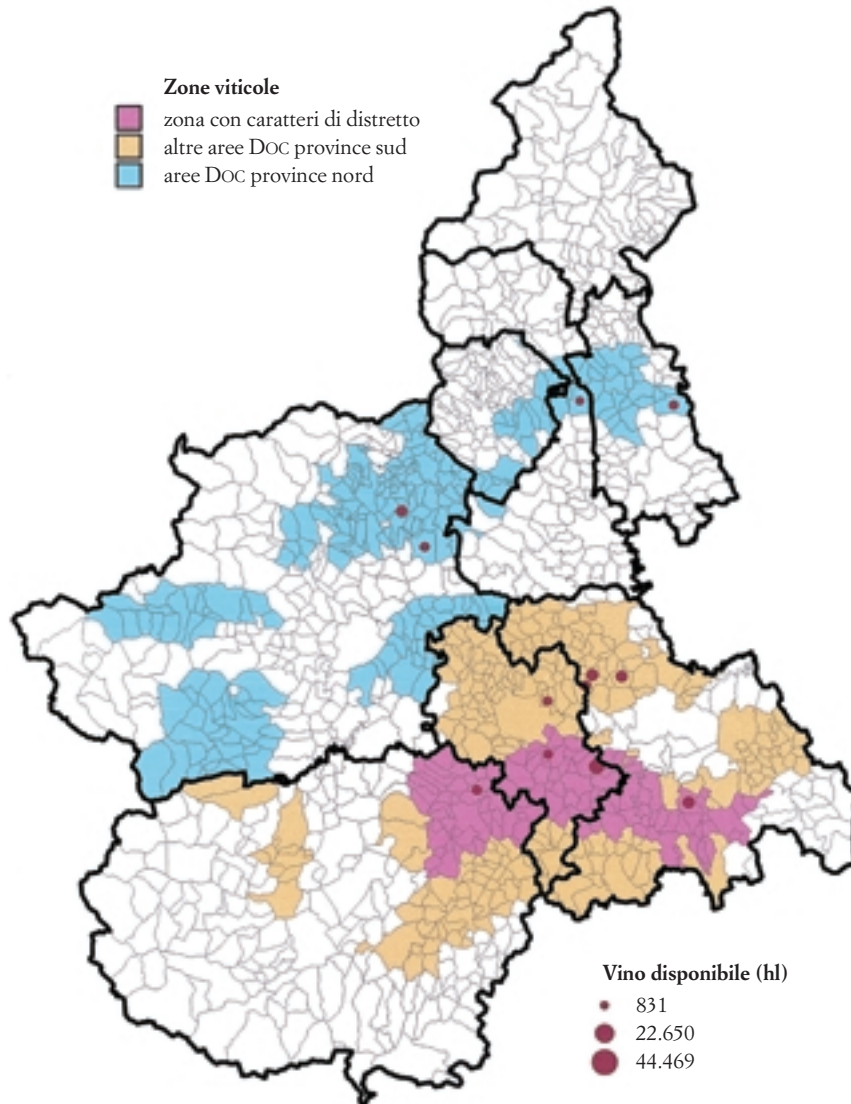 Zone viticole
zona con caratteri di distretto
altre aree DOC province sud
aree DOC province nord
Vino disponibile (hl)
831
22.650
44.469